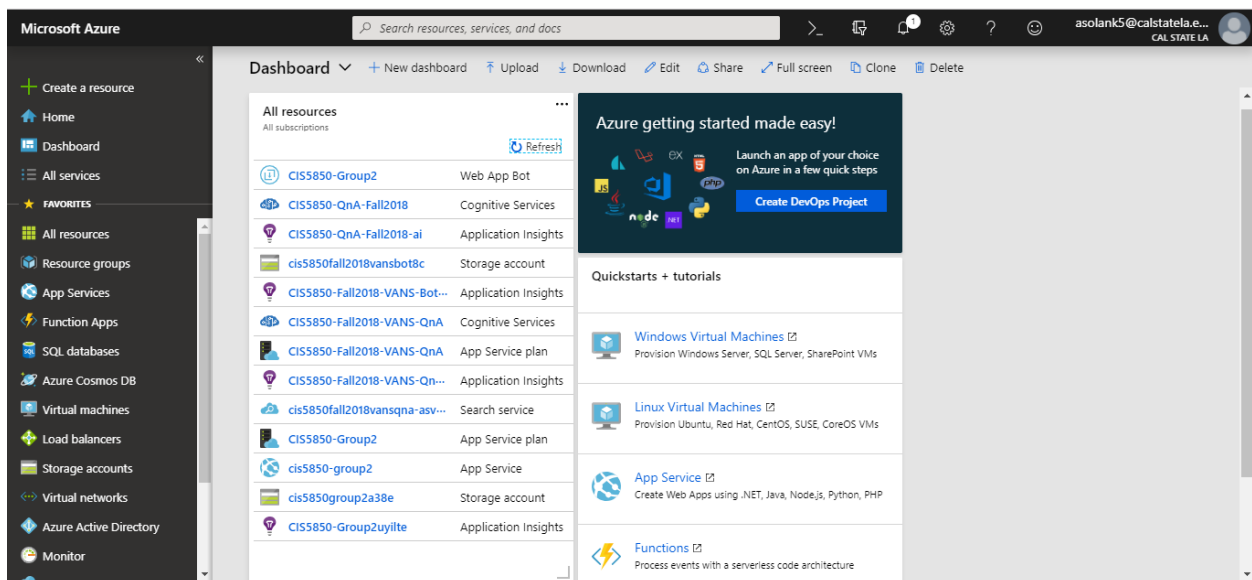 Microsoft Azure
Search resources, services, and docs
1
asolank5@calstatela.e...
CAL STATE LA
Create a resource
Home
Dashboard
All services
FAVORITES
All resources
Resource groups
App Services
Function Apps
SQL databases
Azure Cosmos DB
Virtual machines
Load balancers
Storage accounts
Virtual networks
Azure Active Directory
Monitor
Dashboard New dashboard Upload Download Edit Share Full screen Clone Delete
All resources
All subscriptions
Refresh
CIS5850-Group2 Web App Bot
CIS5850-QnA-Fall2018 Cognitive Services
CIS5850-QnA-Fall2018-ai Application Insights
cis5850fall2018vansbot8c Storage account
CIS5850-Fall2018-VANS-Bot... Application Insights
CIS5850-Fall2018-VANS-QnA Cognitive Services
CIS5850-Fall2018-VANS-QnA App Service plan
CIS5850-Fall2018-VANS-Qn... Application Insights
cis5850fall2018vansqna-asv... Search service
CIS5850-Group2 App Service plan
cis5850-group2 App Service
cis5850group2a38e Storage account
CIS5850-Group2uyilte Application Insights
Azure getting started made easy!
EX HTML 5
JS php
node .NET
Launch an app of your choice
on Azure in a few quick steps
Create DevOps Project
Quickstarts + tutorials
Windows Virtual Machines
Provision Windows Server, SQL Server, SharePoint VMs
Linux Virtual Machines
Provision Ubuntu, Red Hat, CentOS, SUSE, CoreOS VMs
App Service
Create Web Apps using .NET, Java, Node.js, Python, PHP
Functions
Process events with a serverless code architecture